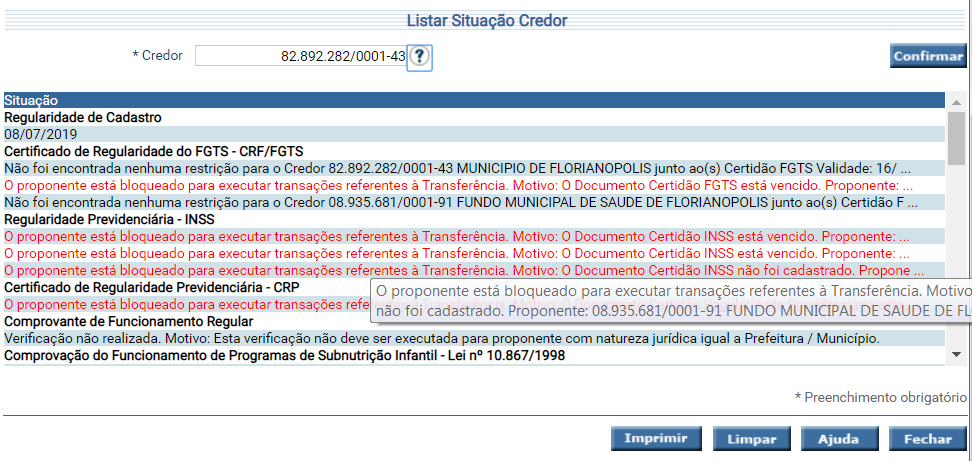 Listar Situação Credor
* Credor 82.892.282/0001-43 ? Confirmar
Situação
Regularidade de Cadastro
08/07/2019
Certificado de Regularidade do FGTS - CRF/FGTS
Não foi encontrada nenhuma restrição para o Credor 82.892.282/0001-43 MUNICIPIO DE FLORIANOPOLIS junto ao(s) Certidão FGTS Validade: 16/ ...
O proponente está bloqueado para executar transações referentes à Transferência. Motivo: O Documento Certidão FGTS está vencido. Proponente: ...
Não foi encontrada nenhuma restrição para o Credor 08.935.681/0001-91 FUNDO MUNICIPAL DE SAUDE DE FLORIANOPOLIS junto ao(s) Certidão F ...
Regularidade Previdenciária - INSS
O proponente está bloqueado para executar transações referentes à Transferência. Motivo: O Documento Certidão INSS está vencido. Proponente: ...
O proponente está bloqueado para executar transações referentes à Transferência. Motivo: O Documento Certidão INSS está vencido. Proponente: ...
O proponente está bloqueado para executar transações referentes à Transferência. Motivo: O Documento Certidão INSS não foi cadastrado. Propone ...
Certificado de Regularidade Previdenciária - CRP
O proponente está bloqueado para executar transações
O proponente está bloqueado para executar transações referentes à Transferência. Motivo
não foi cadastrado. Proponente: 08.935.681/0001-91 FUNDO MUNICIPAL DE SAUDE DE FL
Comprovante de Funcionamento Regular
Verificação não realizada. Motivo: Esta verificação não deve ser executada para proponente com natureza jurídica igual a Prefeitura / Município.
Comprovação do Funcionamento de Programas de Subnutrição Infantil - Lei nº 10.867/1998
* Preenchimento obrigatório
Imprimir Limpar Ajuda Fechar